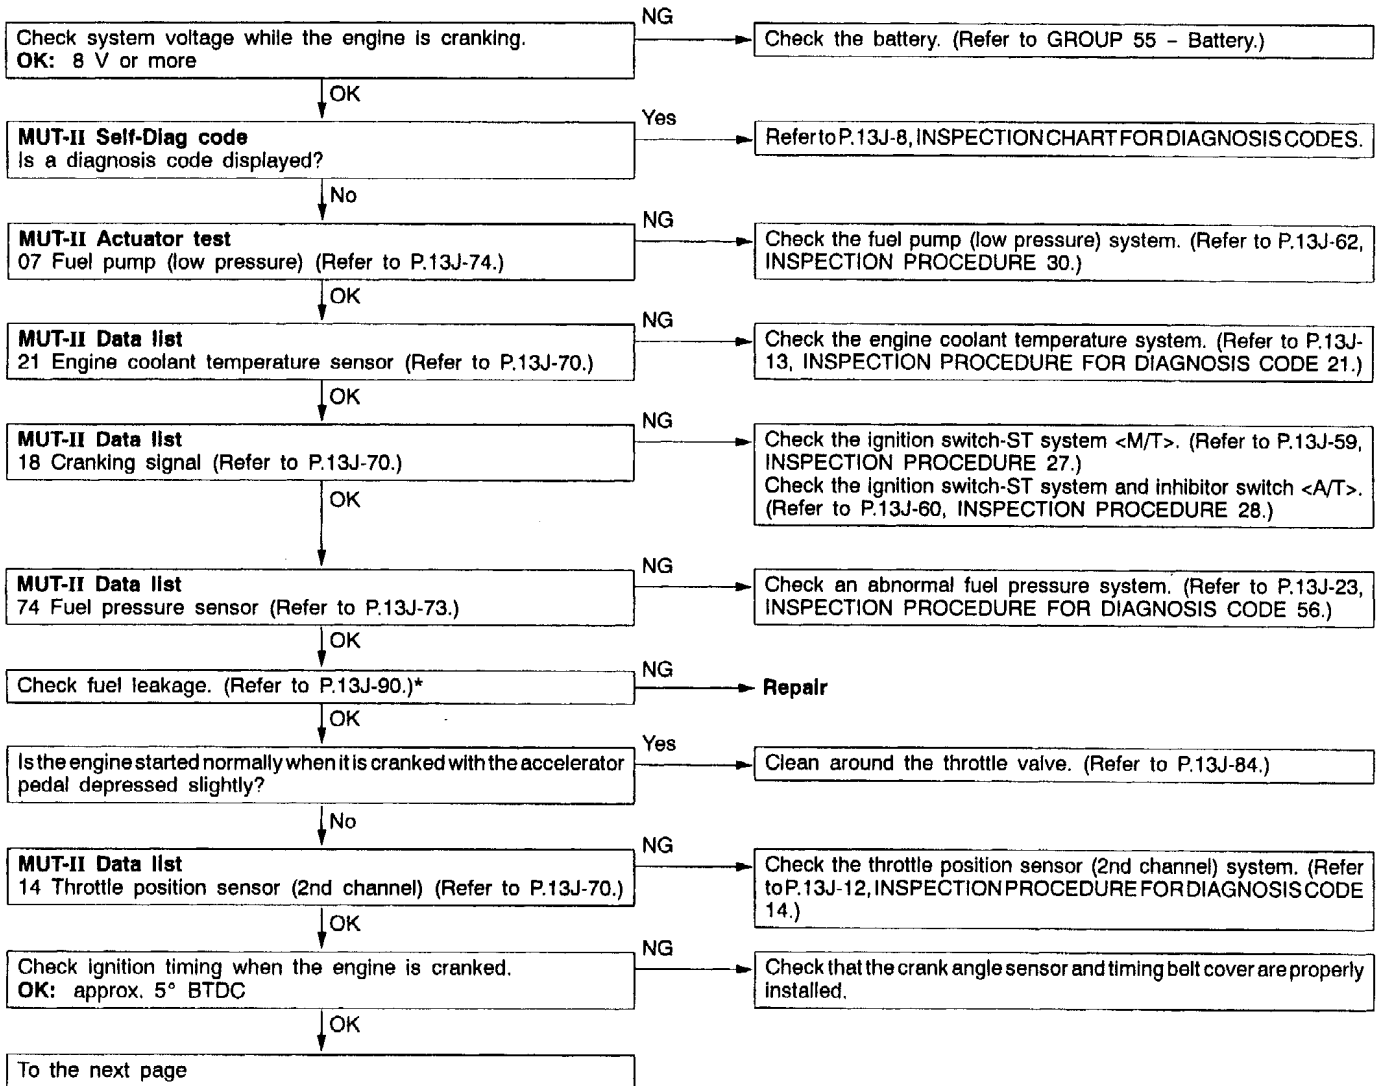 Check system voltage while the engine is cranking.
OK: 8 V or more
NG
Check the battery. (Refer to GROUP 55 – Battery.)
OK
MUT-II Self-Diag code
Is a diagnosis code displayed?
Yes
Refer to P.13J-8, INSPECTION CHART FOR DIAGNOSIS CODES.
No
MUT-II Actuator test
07 Fuel pump (low pressure) (Refer to P.13J-74.)
NG
Check the fuel pump (low pressure) system. (Refer to P.13J-62,
INSPECTION PROCEDURE 30.)
OK
MUT-II Data list
21 Engine coolant temperature sensor (Refer to P.13J-70.)
NG
Check the engine coolant temperature system. (Refer to P.13J-
13, INSPECTION PROCEDURE FOR DIAGNOSIS CODE 21.)
OK
MUT-II Data list
18 Cranking signal (Refer to P.13J-70.)
NG
Check the ignition switch-ST system <M/T>. (Refer to P.13J-59,
INSPECTION PROCEDURE 27.)
Check the ignition switch-ST system and inhibitor switch <A/T>.
(Refer to P.13J-60, INSPECTION PROCEDURE 28.)
OK
MUT-II Data list
74 Fuel pressure sensor (Refer to P.13J-73.)
NG
Check an abnormal fuel pressure system. (Refer to P.13J-23,
INSPECTION PROCEDURE FOR DIAGNOSIS CODE 56.)
OK
Check fuel leakage. (Refer to P.13J-90.)*
NG
Repair
OK
Is the engine started normally when it is cranked with the accelerator
pedal depressed slightly?
Yes
Clean around the throttle valve. (Refer to P.13J-84.)
No
MUT-II Data list
14 Throttle position sensor (2nd channel) (Refer to P.13J-70.)
NG
Check the throttle position sensor (2nd channel) system. (Refer
to P.13J-12, INSPECTION PROCEDURE FOR DIAGNOSIS CODE
14.)
OK
Check ignition timing when the engine is cranked.
OK: approx. 5° BTDC
NG
Check that the crank angle sensor and timing belt cover are properly
installed.
OK
To the next page